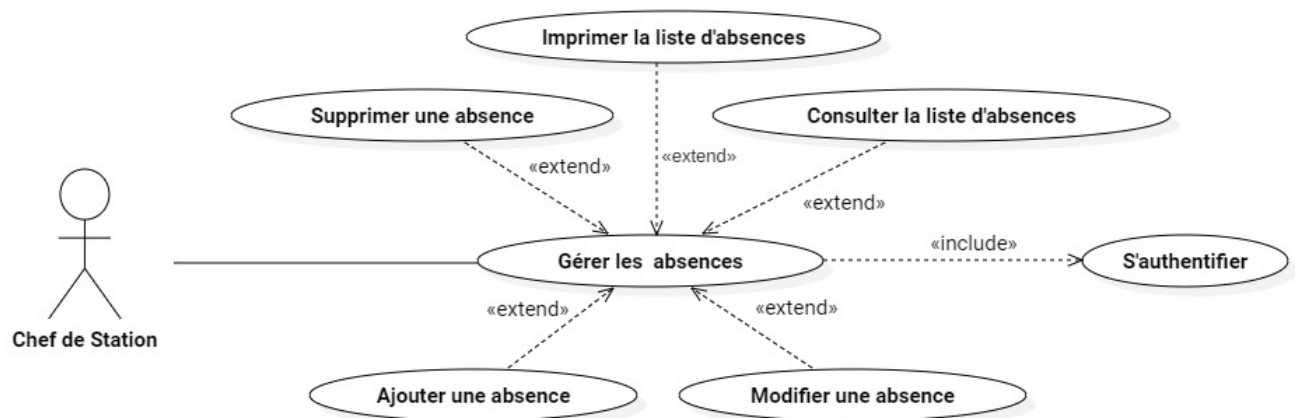 Imprimer la liste d'absences
Supprimer une absence
Consulter la liste d'absences
«extend»
«extend»
«extend»
«include»
Gérer les absences
S'authentifier
«extend»
«extend»
Chef de Station
Ajouter une absence
Modifier une absence